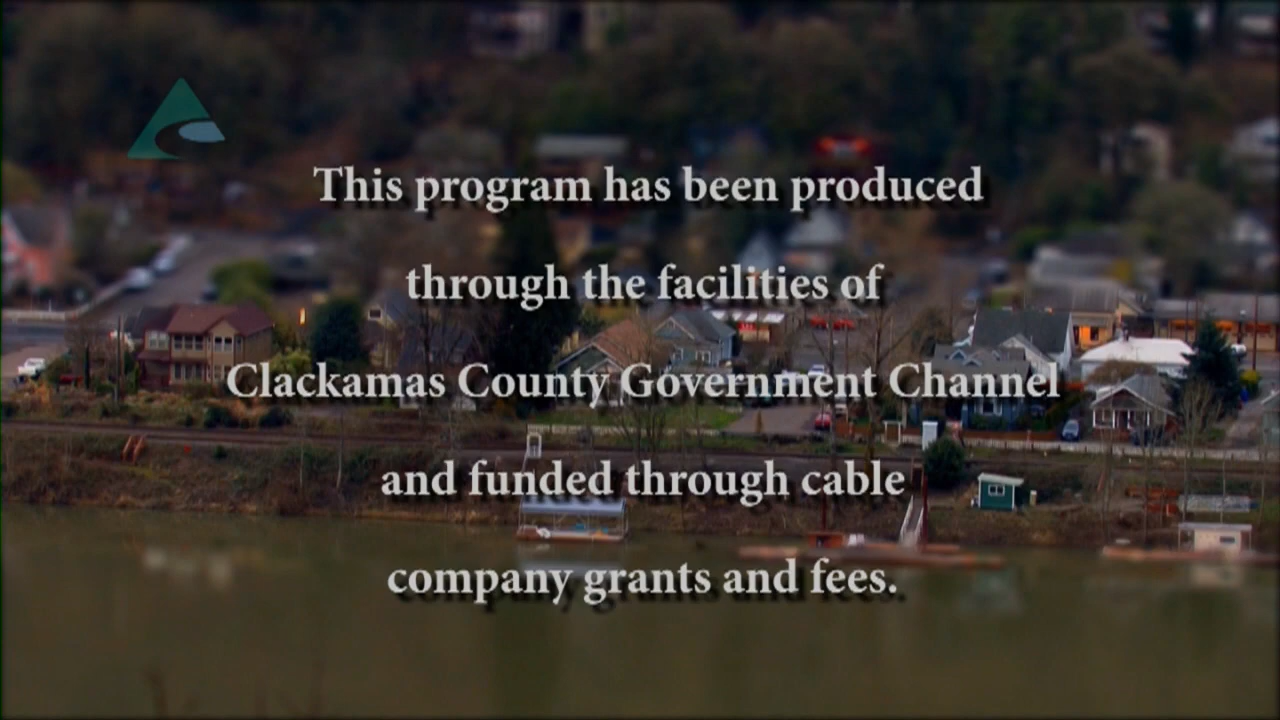 This program has been produced
through the facilities of
Clackamas County Government Channel
and funded through cable
company grants and fees.